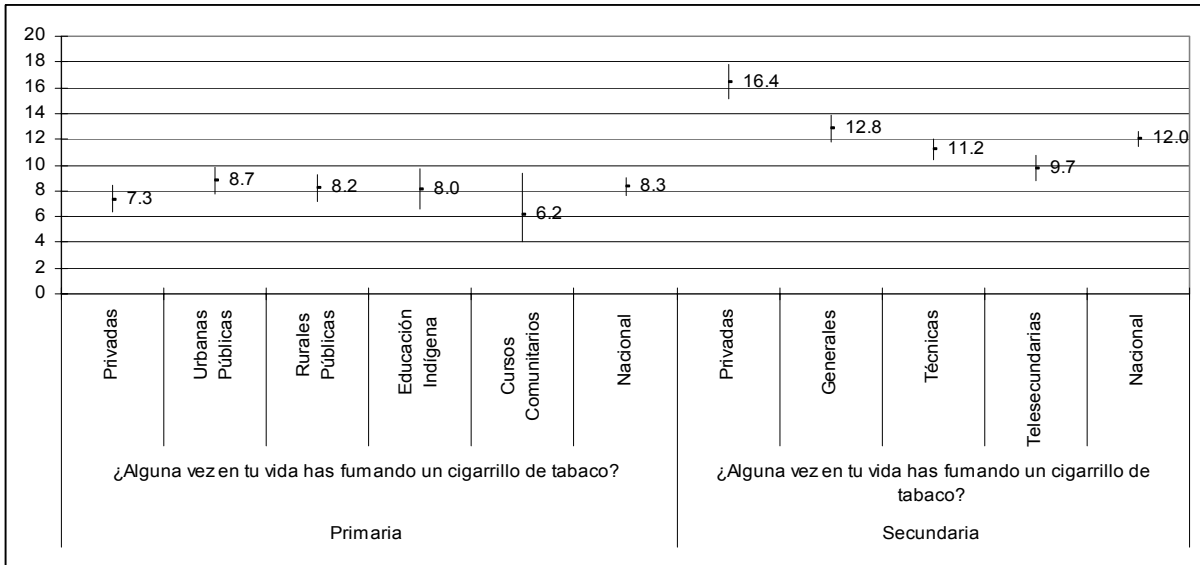 20
18
16
14
12
10
8
6
4
2
0
7.3
8.7
8.2
8.0
6.2
8.3
16.4
12.8
11.2
9.7
12.0
Privadas
Urbanas
Públicas
Rurales
Públicas
Educación
Indígena
Cursos
Comunitarios
Nacional
Privadas
Generales
Técnicas
Telesecundarias
Nacional
¿Alguna vez en tu vida has fumando un cigarrillo de tabaco?
¿Alguna vez en tu vida has fumando un cigarrillo de
tabaco?
Primaria
Secundaria